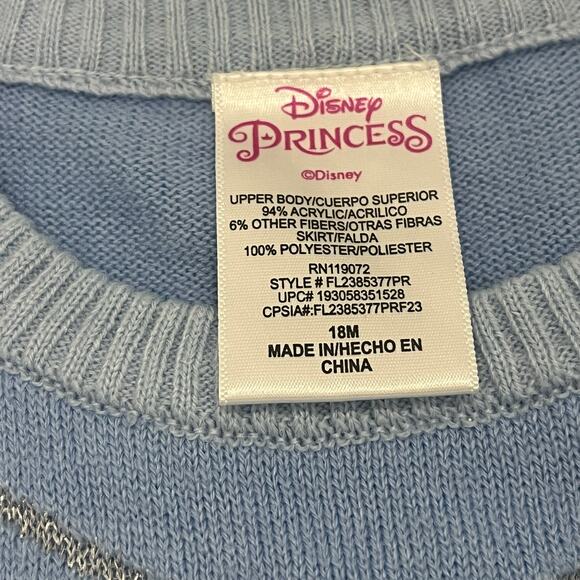 Disney
PRINCESS
©Disney
UPPER BODY/CUERPO SUPERIOR
94% ACRYLIC/ACRILICO
6% OTHER FIBERS/OTRAS FIBRAS
SKIRT/FALDA
100% POLYESTER/POLIESTER
RN119072
STYLE # FL2385377PR
UPC# 193058351528
CPSIA#:FL2385377PRF23
18M
MADE IN/HECHO EN
CHINA